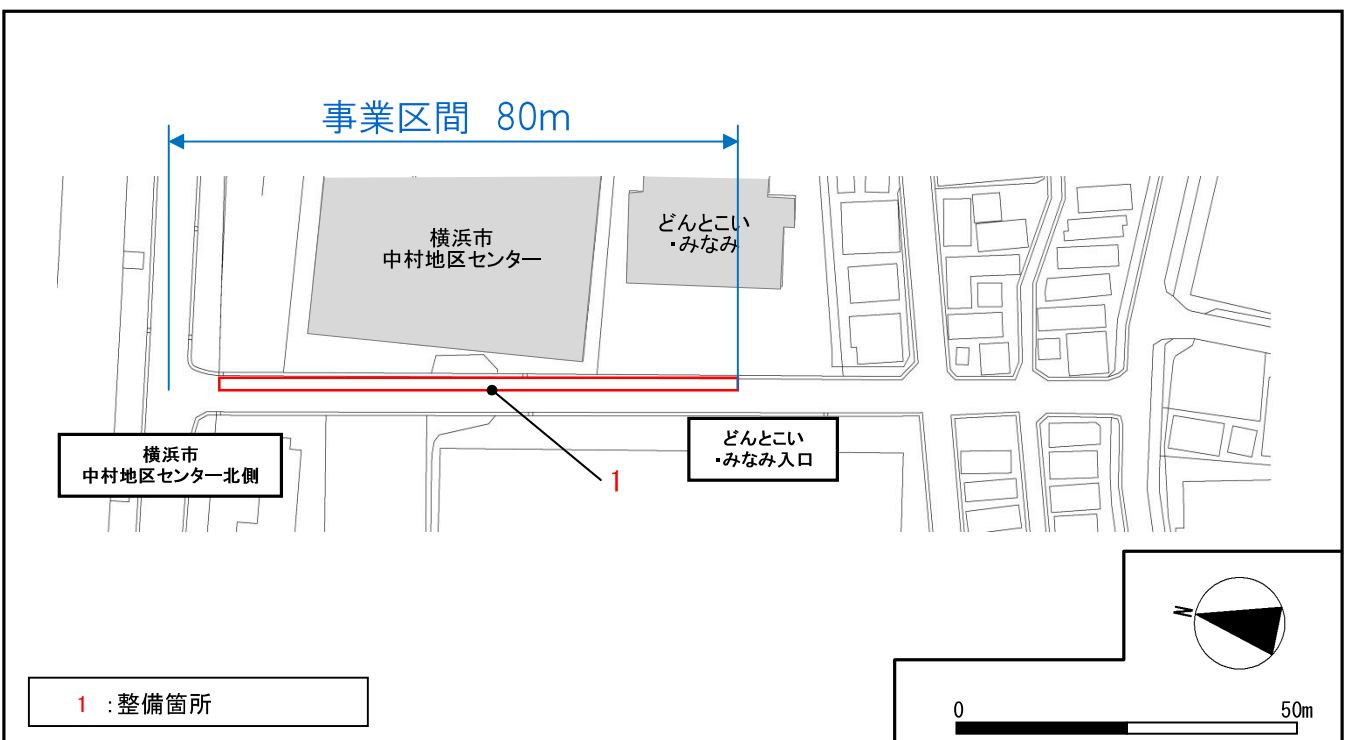 事業区間 80m
横浜市
中村地区センター
どんとこい
・みなみ
横浜市
中村地区センター北側
どんとこい
・みなみ入口
1
N
1 :整備箇所
0 50m